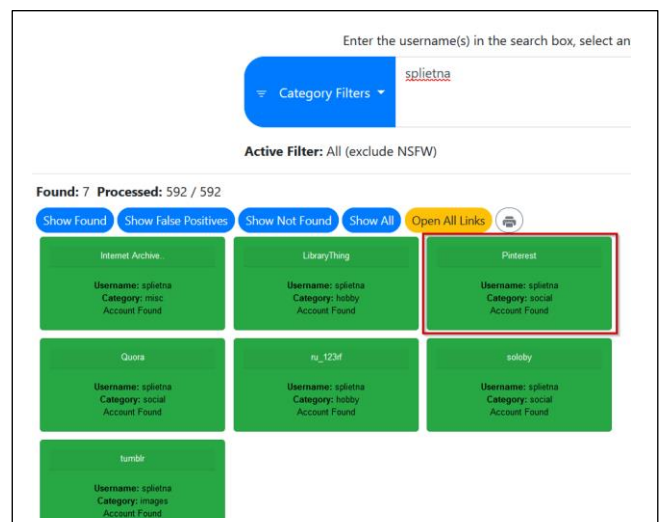 Enter the username(s) in the search box, select an
Category Filters
splietna
Active Filter: All (exclude NSFW)
Found: 7 Processed: 592 / 592
Show Found Show False Positives Show Not Found Show All Open All Links
Internet Archive..
Username: splietna
Category: misc
Account Found
LibraryThing
Username: splietna
Category: hobby
Account Found
Pinterest
Username: splietna
Category: social
Account Found
Quora
Username: splietna
Category: social
Account Found
ru_123rf
Username: splietna
Category: hobby
Account Found
soloby
Username: splietna
Category: social
Account Found
tumblr
Username: splietna
Category: images
Account Found